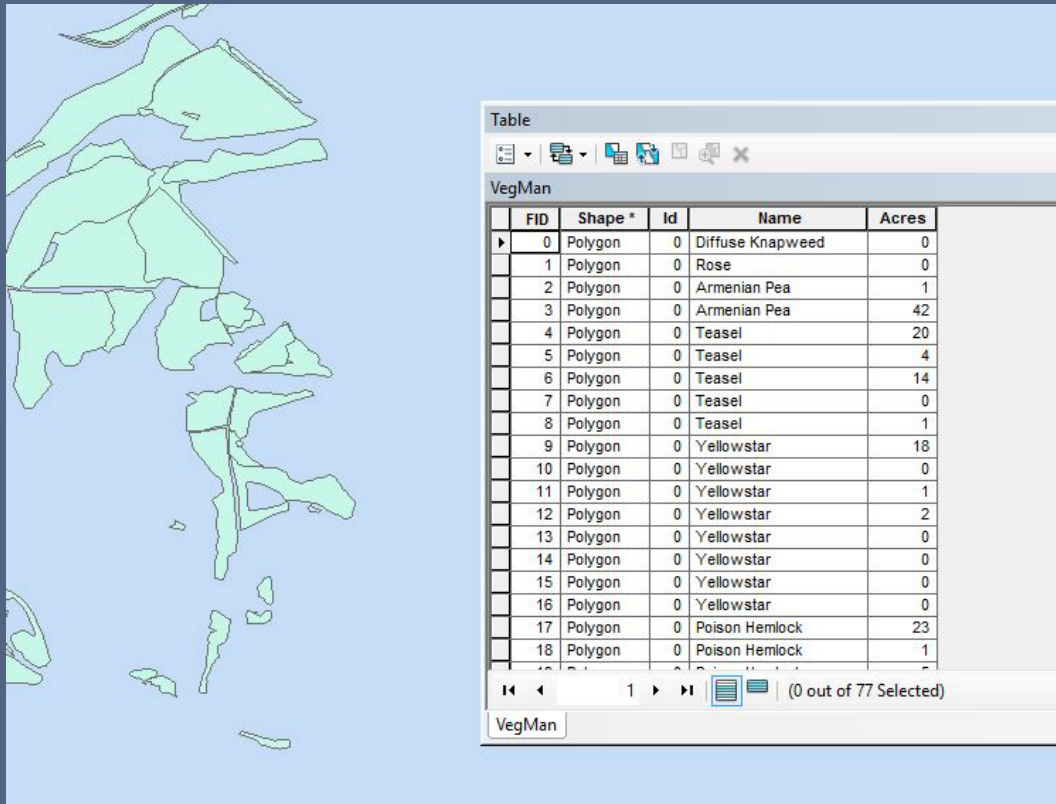 Table
VegMan
FID Shape * Id Name Acres
0 Polygon 0 Diffuse Knapweed 0
1 Polygon 0 Rose 0
2 Polygon 0 Armenian Pea 1
3 Polygon 0 Armenian Pea 42
4 Polygon 0 Teasel 20
5 Polygon 0 Teasel 4
6 Polygon 0 Teasel 14
7 Polygon 0 Teasel 0
8 Polygon 0 Teasel 1
9 Polygon 0 Yellowstar 18
10 Polygon 0 Yellowstar 0
11 Polygon 0 Yellowstar 1
12 Polygon 0 Yellowstar 2
13 Polygon 0 Yellowstar 0
14 Polygon 0 Yellowstar 0
15 Polygon 0 Yellowstar 0
16 Polygon 0 Yellowstar 0
17 Polygon 0 Poison Hemlock 23
18 Polygon 0 Poison Hemlock 1
1 (0 out of 77 Selected)
VegMan